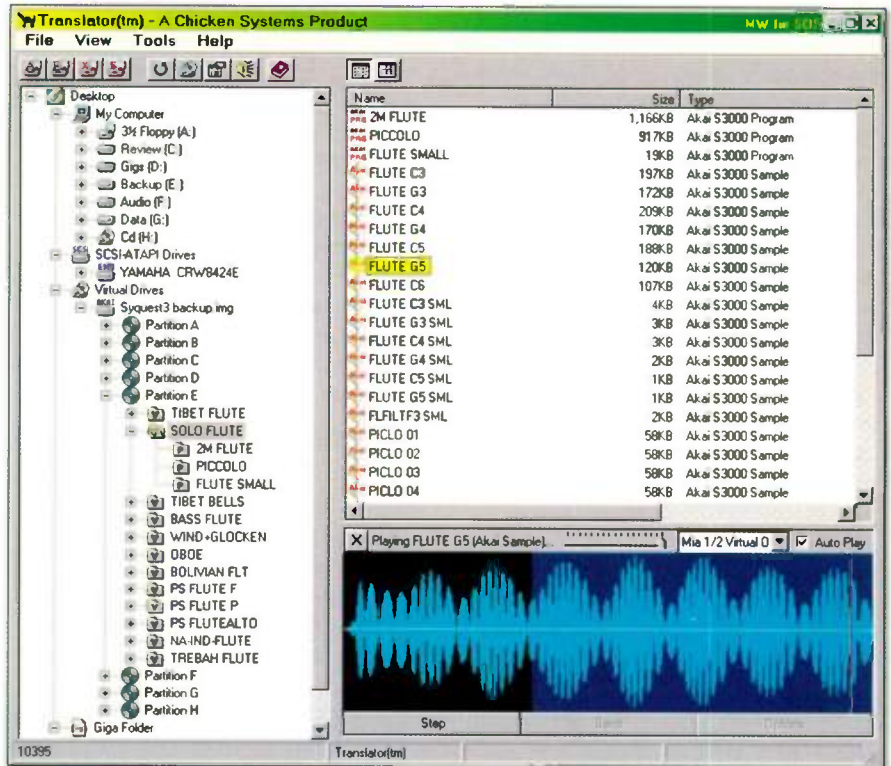 Translator(tm) - A Chicken Systems Product
MW for SOS
File View Tools Help
Desktop
My Computer
3½ Floppy (A:)
Review (C:)
Gigs (D:)
Backup (E:)
Audio (F:)
Data (G:)
Cd (H:)
SCSI-ATAPI Drives
YAMAHA CRW8424E
Virtual Drives
Syquest3 backup.img
Partition A
Partition B
Partition C
Partition D
Partition E
TIBET FLUTE
SOLO FLUTE
2M FLUTE
PICCOLO
FLUTE SMALL
TIBET BELLS
BASS FLUTE
WIND+GLOCKEN
OBOE
BOLIVIAN FLT
PS FLUTE F
PS FLUTE P
PS FLUTEALTO
NA-IND-FLUTE
TREBAH FLUTE
Partition F
Partition G
Partition H
Giga Folder
Name Size Type
2M FLUTE 1,166KB Akai S3000 Program
PICCOLO 917KB Akai S3000 Program
FLUTE SMALL 19KB Akai S3000 Program
FLUTE C3 197KB Akai S3000 Sample
FLUTE G3 172KB Akai S3000 Sample
FLUTE C4 209KB Akai S3000 Sample
FLUTE G4 170KB Akai S3000 Sample
FLUTE C5 188KB Akai S3000 Sample
FLUTE G5 120KB Akai S3000 Sample
FLUTE C6 107KB Akai S3000 Sample
FLUTE C3 SML 4KB Akai S3000 Sample
FLUTE G3 SML 3KB Akai S3000 Sample
FLUTE C4 SML 3KB Akai S3000 Sample
FLUTE G4 SML 2KB Akai S3000 Sample
FLUTE C5 SML 1KB Akai S3000 Sample
FLUTE G5 SML 1KB Akai S3000 Sample
FLFILTF3 SML 2KB Akai S3000 Sample
PICLO 01 58KB Akai S3000 Sample
PICLO 02 58KB Akai S3000 Sample
PICLO 03 58KB Akai S3000 Sample
PICLO 04 58KB Akai S3000 Sample
Playing FLUTE G5 (Akai Sample)... Mia 1/2 Virtual O Auto Play
Stop
10395 Translator(tm)